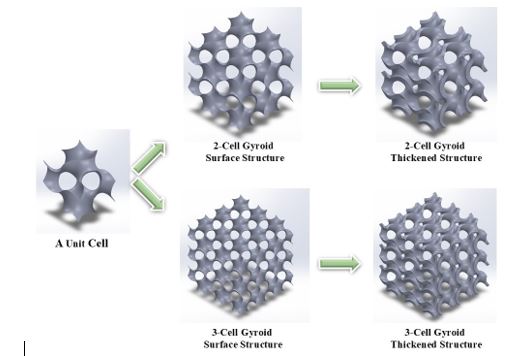 2-Cell Gyroid
Surface Structure
2-Cell Gyroid
Thickened Structure
A Unit Cell
3-Cell Gyroid
Surface Structure
3-Cell Gyroid
Thickened Structure